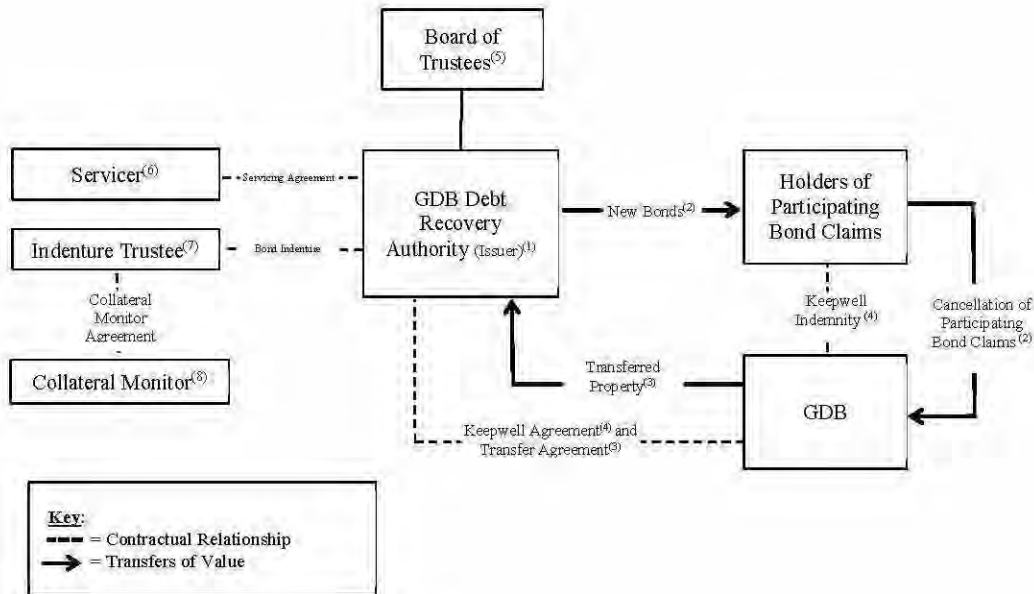 Board of
Trustees(5)
Servicer(6)
Servicing Agreement
GDB Debt
Recovery
Authority (Issuer)(1)
New Bonds(2)
Holders of
Participating
Bond Claims
Indenture Trustee(7)
Bond Indenture
Collateral
Monitor
Agreement
Keepwell
Indemnity(4)
Cancellation of
Participating
Bond Claims(2)
Collateral Monitor(8)
Transferred
Property(3)
GDB
Keepwell Agreement(4) and
Transfer Agreement(3)
Key:
= Contractual Relationship
= Transfers of Value